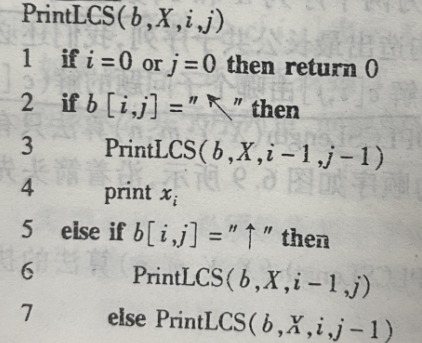 PrintLCS(b,X,i,j)
1 if i=0 or j=0 then return 0
2 if b[i,j]="↖" then
3 PrintLCS(b,X,i-1,j-1)
4 print xᵢ
5 else if b[i,j]="↑" then
6 PrintLCS(b,X,i-1,j)
7 else PrintLCS(b,X,i,j-1)